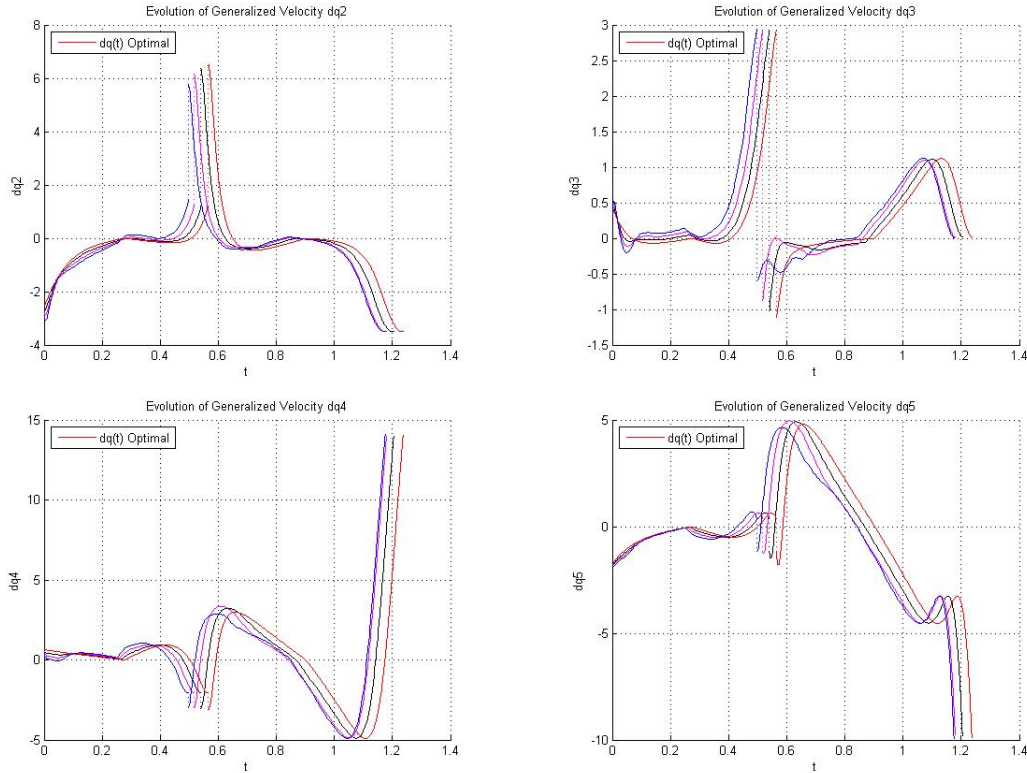 Evolution of Generalized Velocity dq2
dq(t) Optimal
8
6
4
2
0
-2
-4
dq2
0 0.2 0.4 0.6 0.8 1 1.2 1.4
t
Evolution of Generalized Velocity dq3
dq(t) Optimal
3
2.5
2
1.5
1
0.5
0
-0.5
-1
-1.5
dq3
0 0.2 0.4 0.6 0.8 1 1.2 1.4
t
Evolution of Generalized Velocity dq4
dq(t) Optimal
15
10
5
0
-5
dq4
0 0.2 0.4 0.6 0.8 1 1.2 1.4
t
Evolution of Generalized Velocity dq5
dq(t) Optimal
5
0
-5
-10
dq5
0 0.2 0.4 0.6 0.8 1 1.2 1.4
t